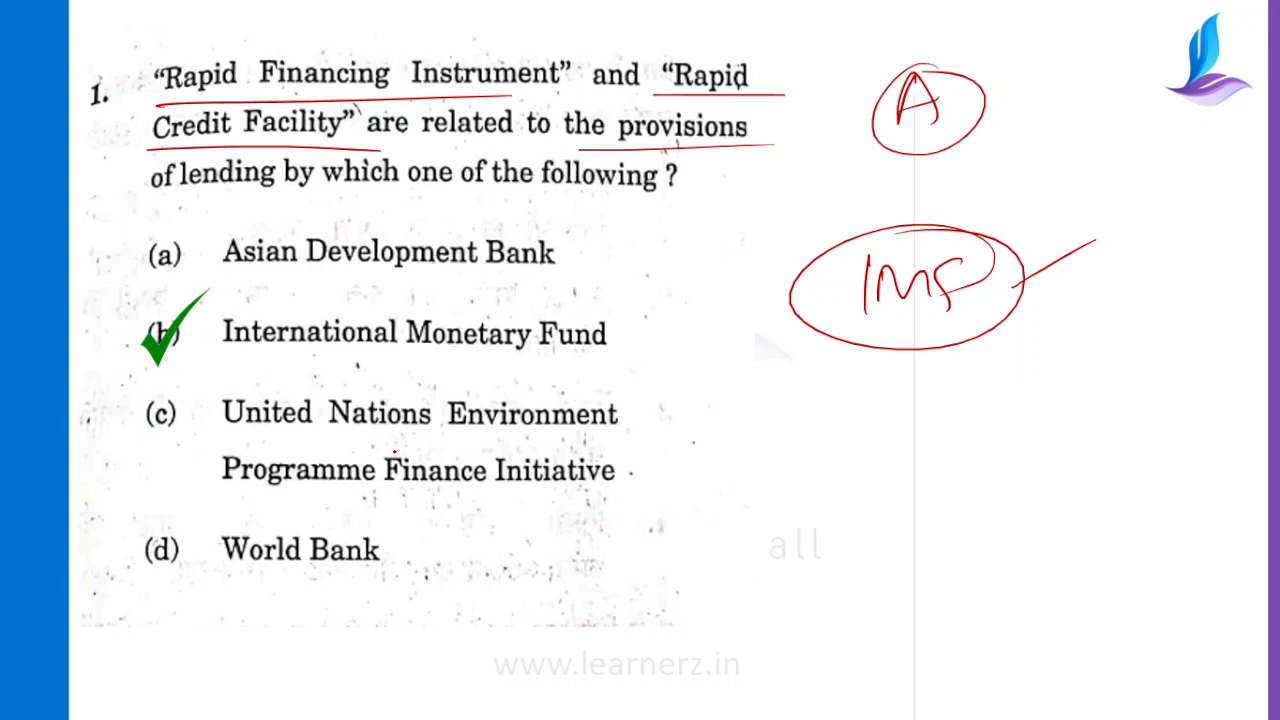 1. “Rapid Financing Instrument” and “Rapid
Credit Facility” are related to the provisions
of lending by which one of the following ?
(a) Asian Development Bank
(b) International Monetary Fund
(c) United Nations Environment
Programme Finance Initiative
(d) World Bank
A
IMF
all
www.learnerz.in